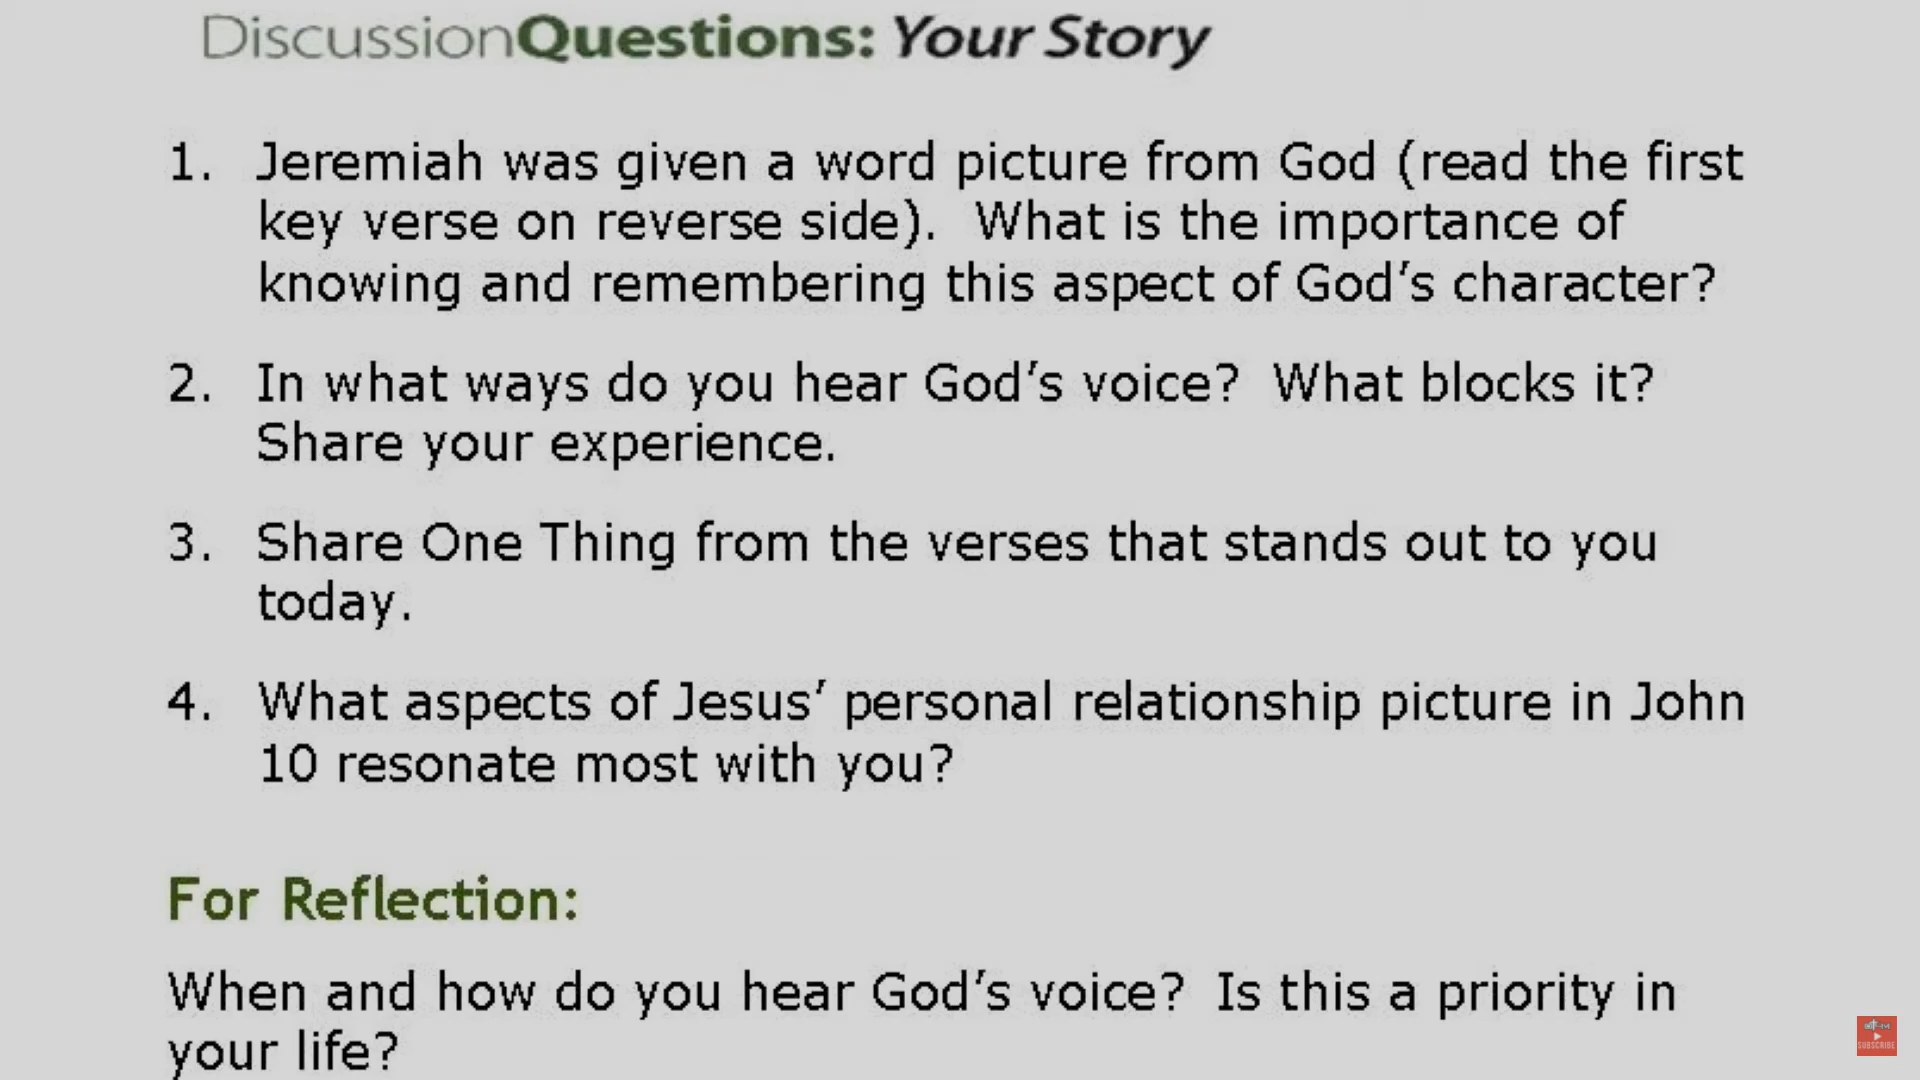 DiscussionQuestions: Your Story
1. Jeremiah was given a word picture from God (read the first
key verse on reverse side). What is the importance of
knowing and remembering this aspect of God's character?
2. In what ways do you hear God's voice? What blocks it?
Share your experience.
3. Share One Thing from the verses that stands out to you
today.
4. What aspects of Jesus' personal relationship picture in John
10 resonate most with you?
For Reflection:
When and how do you hear God's voice? Is this a priority in
your life?
SUBSCRIBE